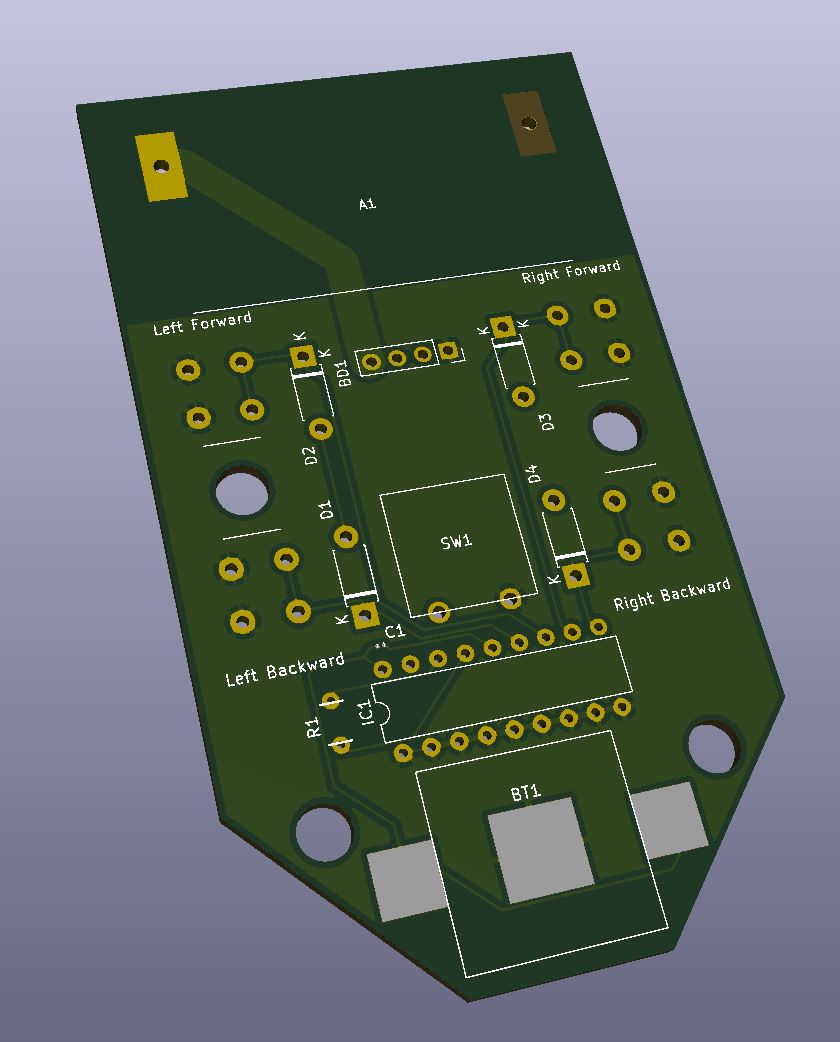 A1
Right Forward
Left Forward
K
K
K
K
BD1
D3
D2
D4
D1
SW1
K
K
Right Backward
C1
Left Backward
IC1
R1
BT1